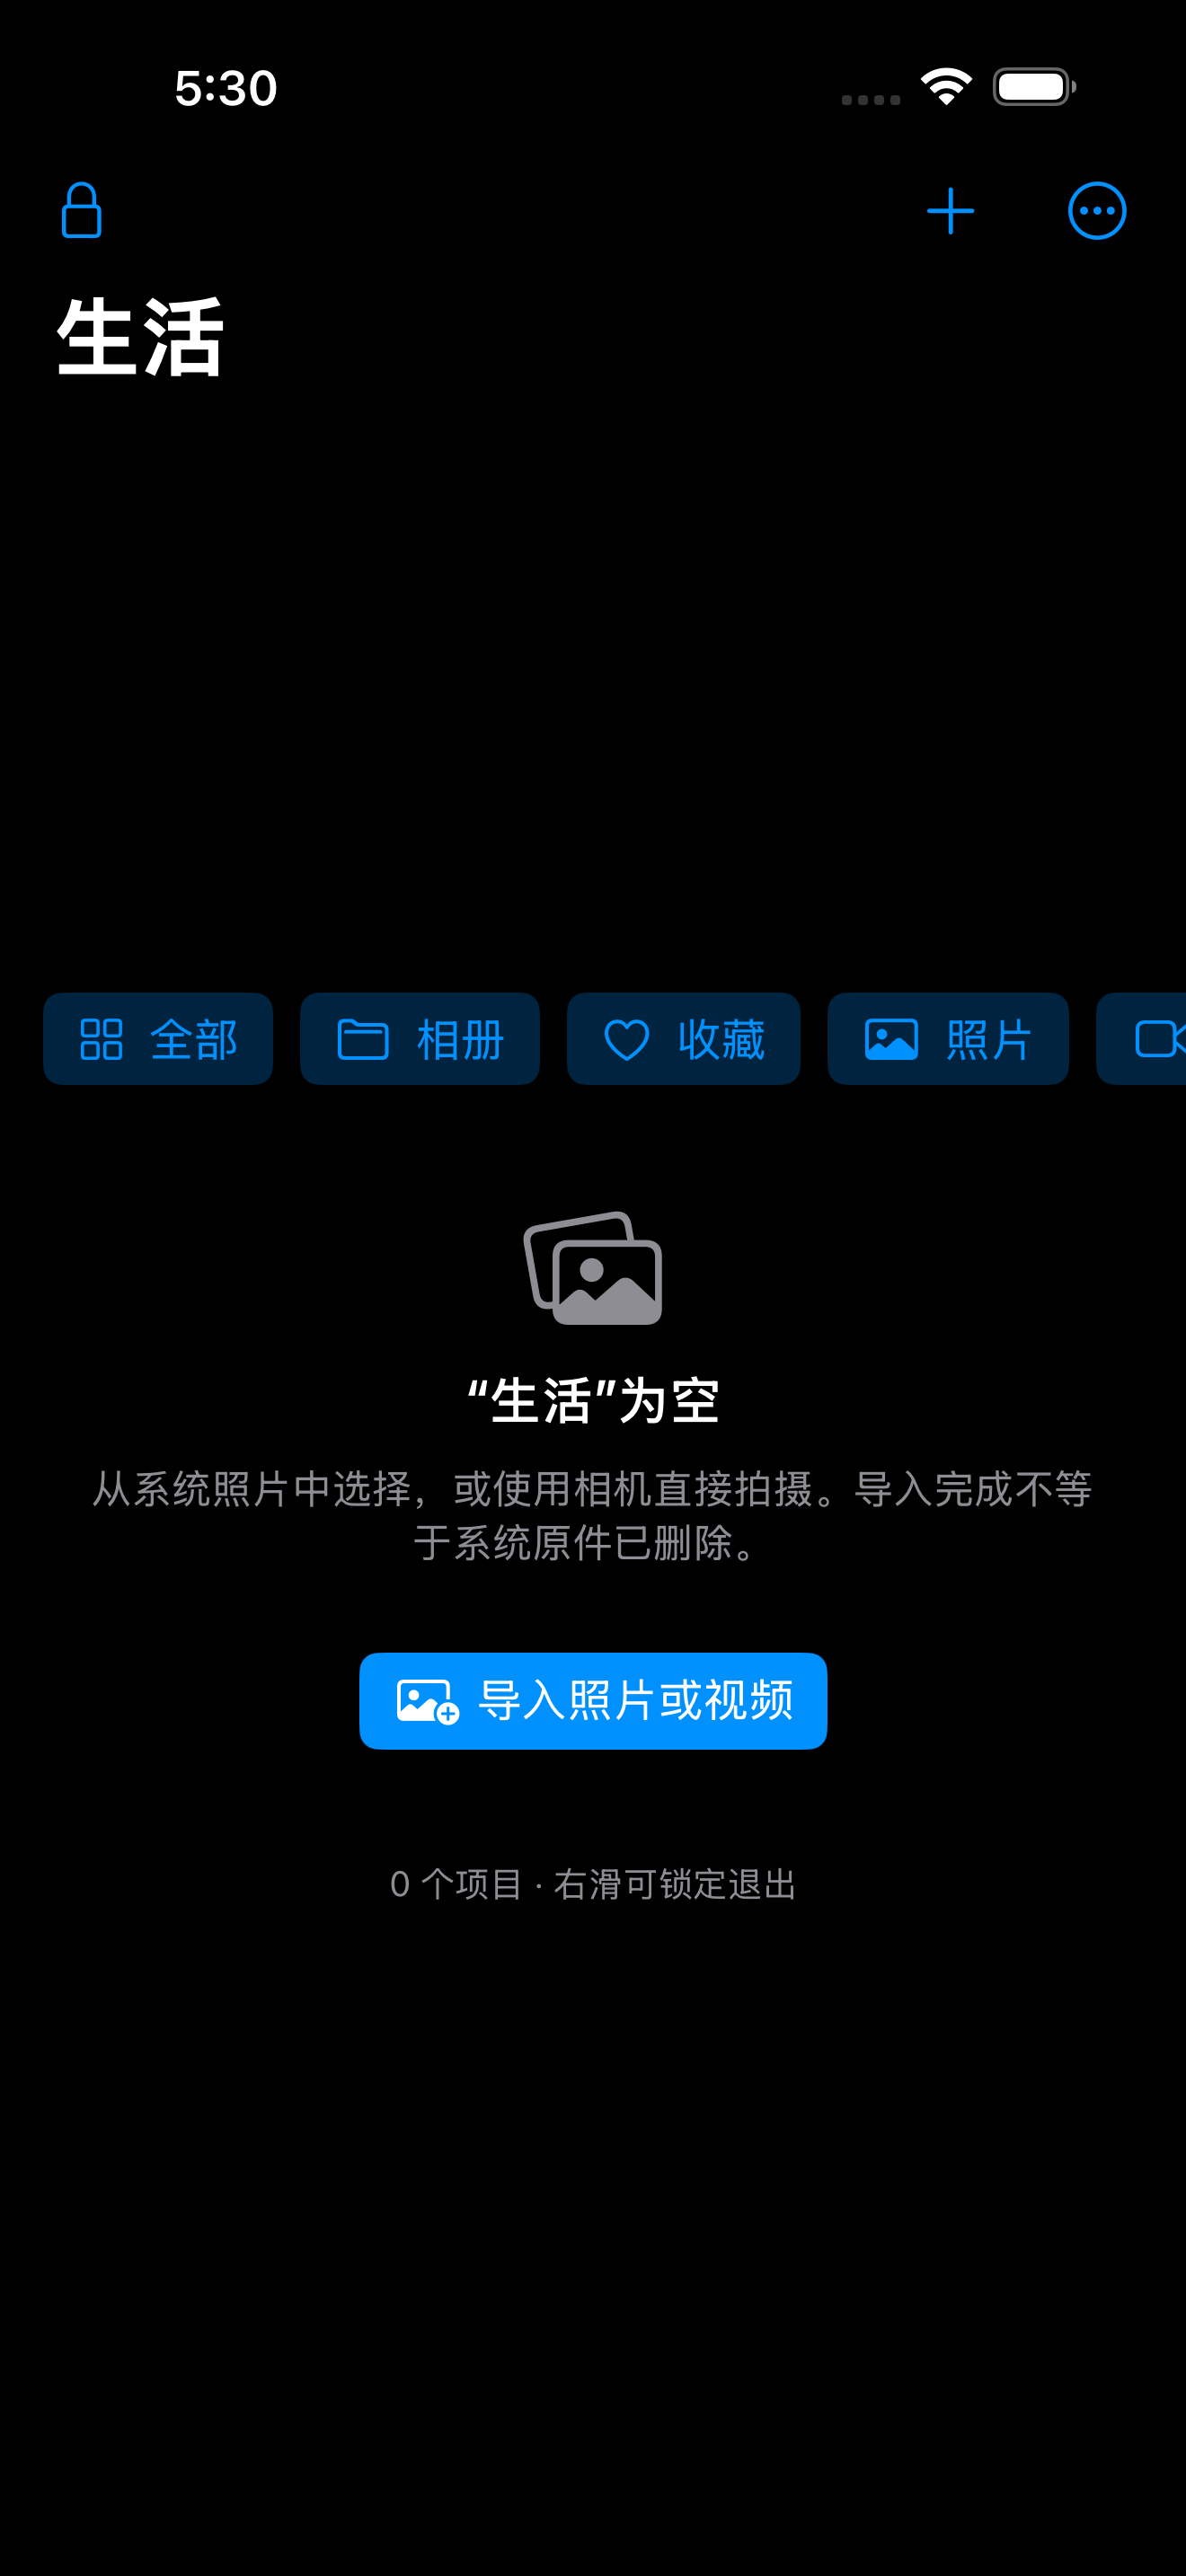 5:30
生活
全部 相册 收藏 照片
“生活”为空
从系统照片中选择，或使用相机直接拍摄。导入完成不等
于系统原件已删除。
导入照片或视频
0 个项目 · 右滑可锁定退出